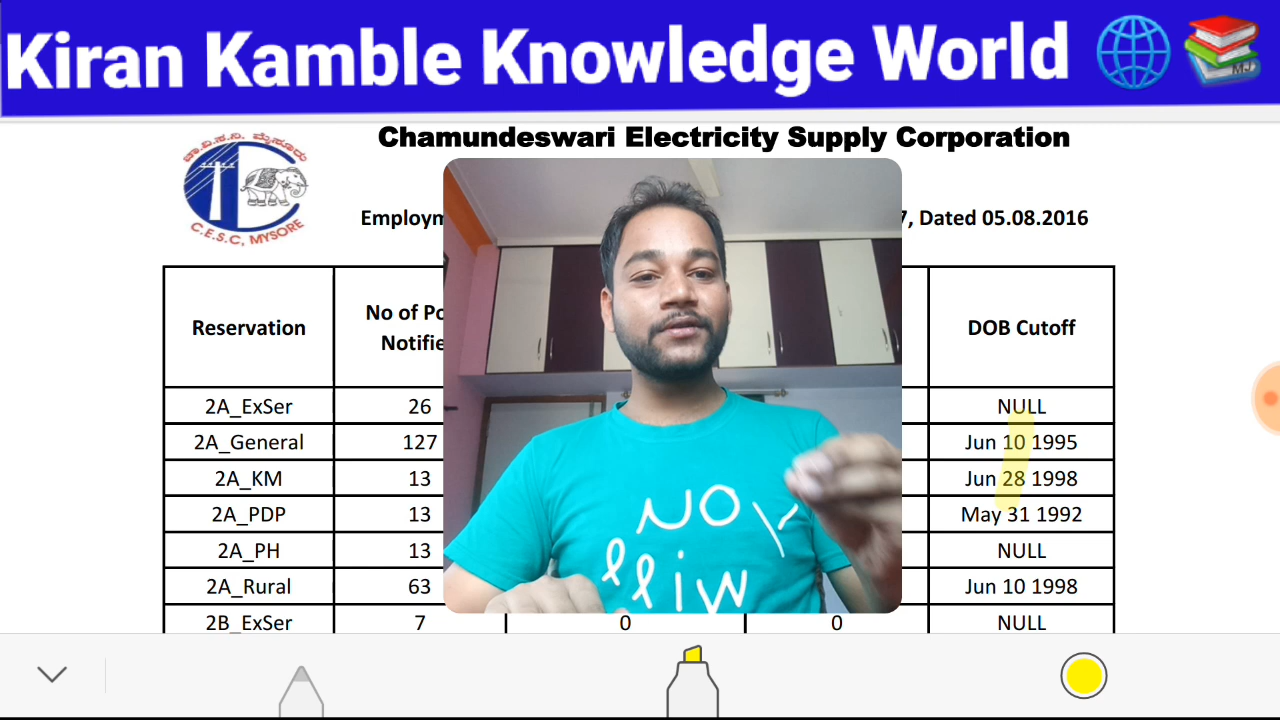 Kiran Kamble Knowledge World
MJ
ಚಾ.ವಿ.ಸ.ನಿ. ಮೈಸೂರು
C.E.S.C, MYSORE
Chamundeswari Electricity Supply Corporation
Employm 7, Dated 05.08.2016
Reservation No of Po Notifie DOB Cutoff
2A_ExSer 26 NULL
2A_General 127 Jun 10 1995
2A_KM 13 Jun 28 1998
2A_PDP 13 May 31 1992
2A_PH 13 NULL
2A_Rural 63 Jun 10 1998
2B_ExSer 7 0 0 NULL